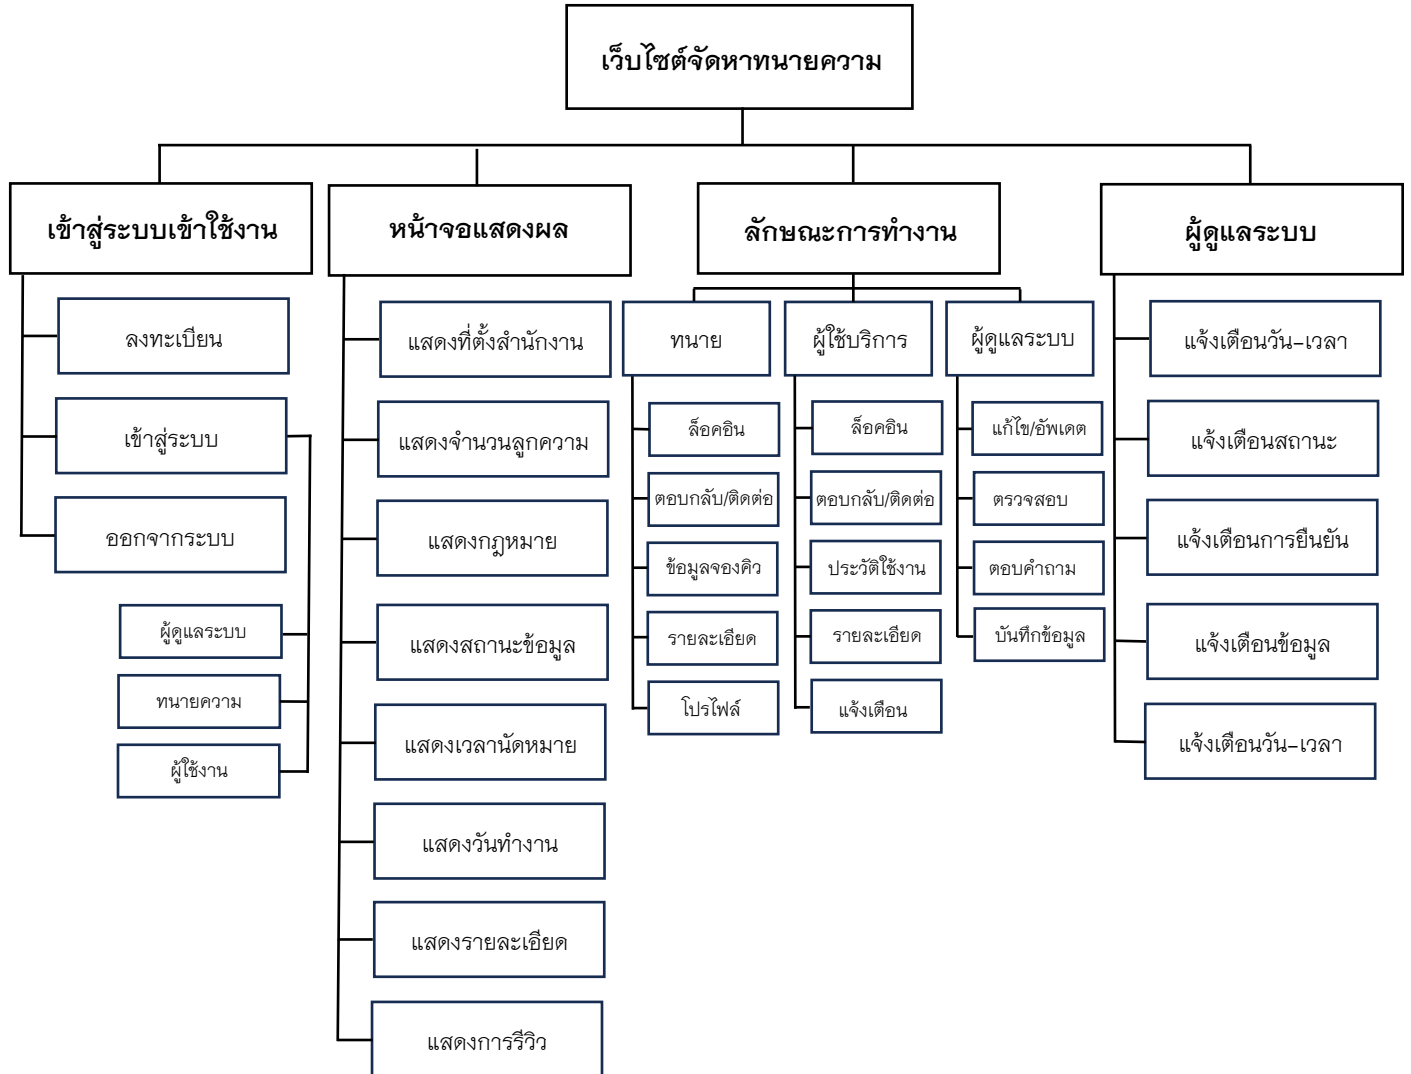 เว็บไซต์จัดหาทนายความ
เข้าสู่ระบบเข้าใช้งาน
ลงทะเบียน
เข้าสู่ระบบ
ออกจากระบบ
ผู้ดูแลระบบ
ทนายความ
ผู้ใช้งาน
หน้าจอแสดงผล
แสดงที่ตั้งสำนักงาน
แสดงจำนวนลูกความ
แสดงกฎหมาย
แสดงสถานะข้อมูล
แสดงเวลานัดหมาย
แสดงวันทำงาน
แสดงรายละเอียด
แสดงการรีวิว
ลักษณะการทำงาน
ทนาย
ล็อคอิน
ตอบกลับ/ติดต่อ
ข้อมูลจองคิว
รายละเอียด
โปรไฟล์
ผู้ใช้บริการ
ล็อคอิน
ตอบกลับ/ติดต่อ
ประวัติใช้งาน
รายละเอียด
แจ้งเตือน
ผู้ดูแลระบบ
แก้ไข/อัพเดต
ตรวจสอบ
ตอบคำถาม
บันทึกข้อมูล
ผู้ดูแลระบบ
แจ้งเตือนวัน-เวลา
แจ้งเตือนสถานะ
แจ้งเตือนการยืนยัน
แจ้งเตือนข้อมูล
แจ้งเตือนวัน-เวลา